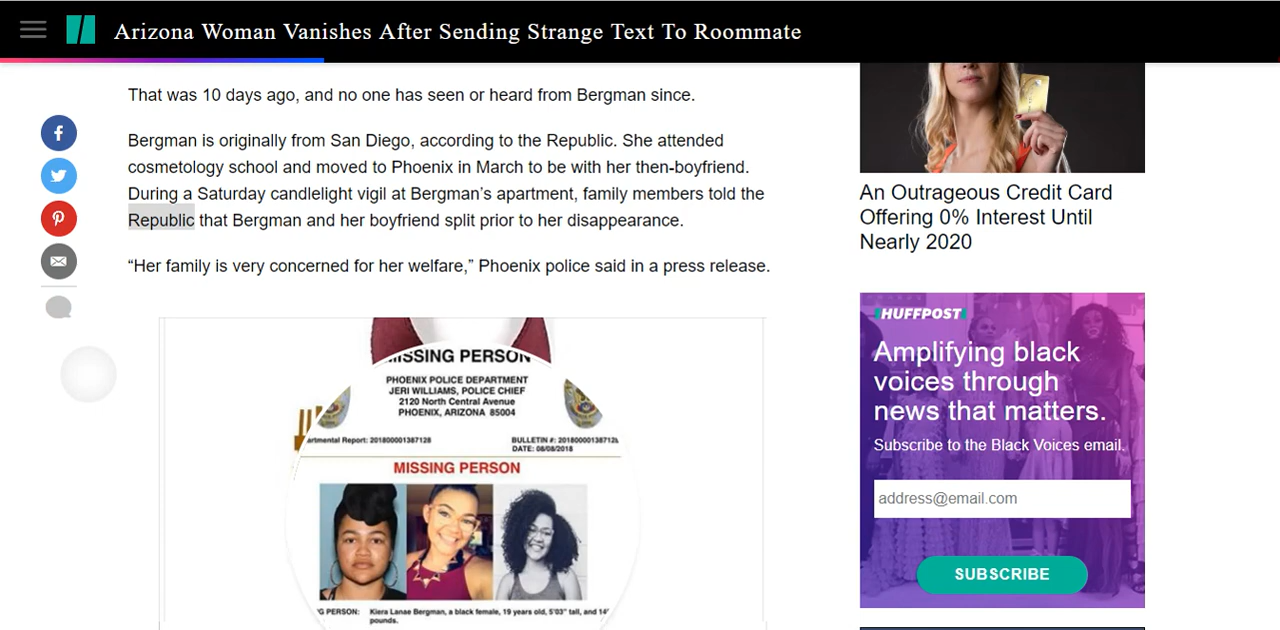 Arizona Woman Vanishes After Sending Strange Text To Roommate
That was 10 days ago, and no one has seen or heard from Bergman since.
Bergman is originally from San Diego, according to the Republic. She attended
cosmetology school and moved to Phoenix in March to be with her then-boyfriend.
During a Saturday candlelight vigil at Bergman’s apartment, family members told the
Republic that Bergman and her boyfriend split prior to her disappearance.
“Her family is very concerned for her welfare,” Phoenix police said in a press release.
MISSING PERSON
PHOENIX POLICE DEPARTMENT
JERI WILLIAMS, POLICE CHIEF
2120 North Central Avenue
PHOENIX, ARIZONA 85004
artmental Report: 201800001387128
BULLETIN #: 20180000138712
DATE: 08/08/2018
MISSING PERSON
G PERSON: Kiera Lanae Bergman, a black female, 19 years old, 5'03" tall, and 14
pounds.
An Outrageous Credit Card
Offering 0% Interest Until
Nearly 2020
HUFFPOST
Amplifying black
voices through
news that matters.
Subscribe to the Black Voices email.
address@email.com
SUBSCRIBE